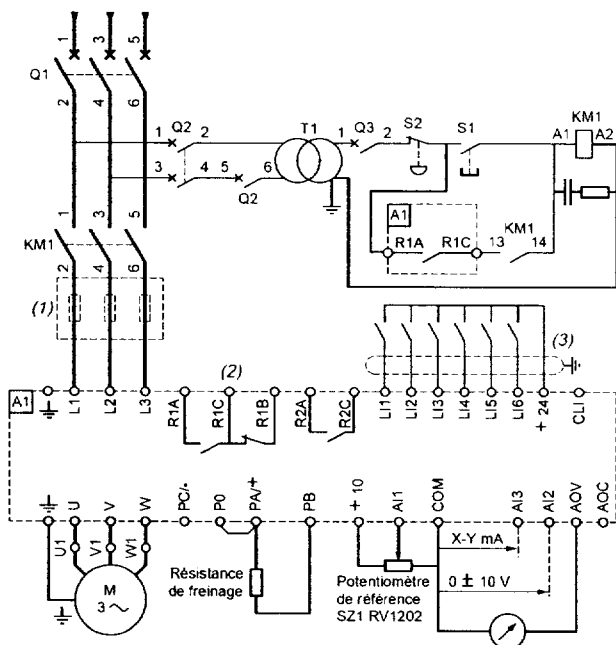 1 3 5
Q1
2 4 6
1 Q2 2
3 4 5 6
Q2
T1
1 Q3 2
S2
S1
KM1
A1 A2
A1
R1A R1C
13 KM1 14
1 3 5
KM1
2 4 6
(1)
(2)
(3)
A1
L1 L2 L3
R1A R1C R1B R2A R2C
LI1 LI2 LI3 LI4 LI5 LI6 + 24 CLI
U V W PC/- P0 PA/+ PB + 10 AI1 COM AI3 AI2 AOV AOC
U1 V1 W1
M
3 ~
Résistance
de freinage
Potentiomètre
de référence
SZ1 RV1202
X-Y mA
0 ± 10 V